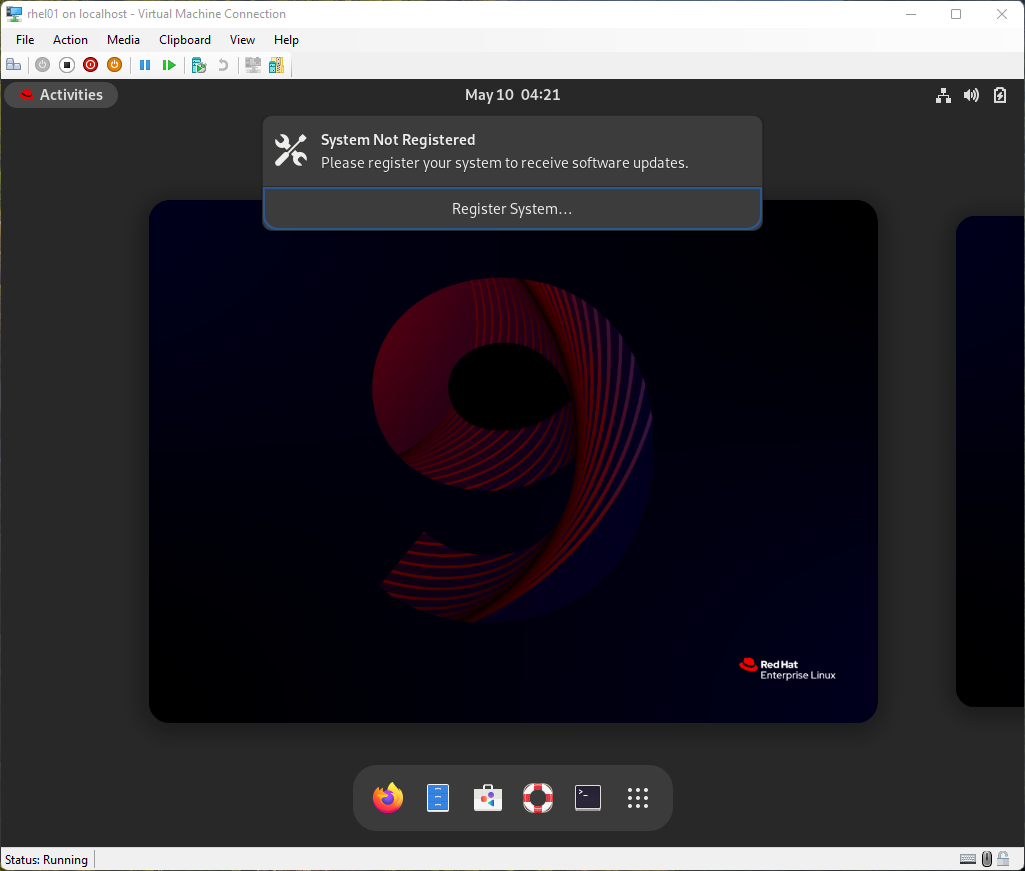 rhel01 on localhost - Virtual Machine Connection
File Action Media Clipboard View Help
Activities
May 10 04:21
System Not Registered
Please register your system to receive software updates.
Register System…
9
Red Hat
Enterprise Linux
>_
Status: Running